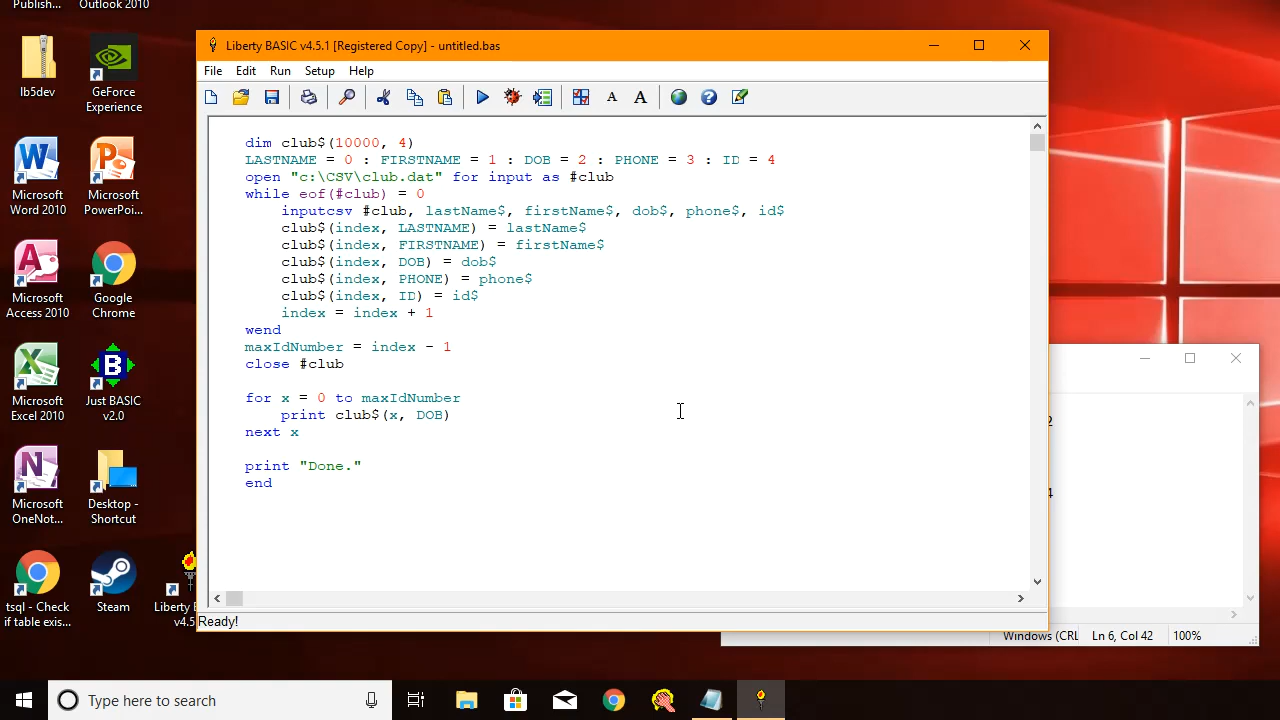 Publish...
Outlook 2010
lb5dev
GeForce
Experience
Microsoft
Word 2010
Microsoft
PowerPoi...
Microsoft
Access 2010
Google
Chrome
Microsoft
Excel 2010
Just BASIC
v2.0
Microsoft
OneNot...
Desktop -
Shortcut
tsql - Check
if table exis...
Steam
Liberty B
v4.5
Liberty BASIC v4.5.1 [Registered Copy] - untitled.bas
File Edit Run Setup Help
dim club$(10000, 4)
LASTNAME = 0 : FIRSTNAME = 1 : DOB = 2 : PHONE = 3 : ID = 4
open "c:\CSV\club.dat" for input as #club
while eof(#club) = 0
inputcsv #club, lastName$, firstName$, dob$, phone$, id$
club$(index, LASTNAME) = lastName$
club$(index, FIRSTNAME) = firstName$
club$(index, DOB) = dob$
club$(index, PHONE) = phone$
club$(index, ID) = id$
index = index + 1
wend
maxIdNumber = index - 1
close #club
for x = 0 to maxIdNumber
print club$(x, DOB)
next x
print "Done."
end
Ready!
2
4
Windows (CRL
Ln 6, Col 42
100%
Type here to search